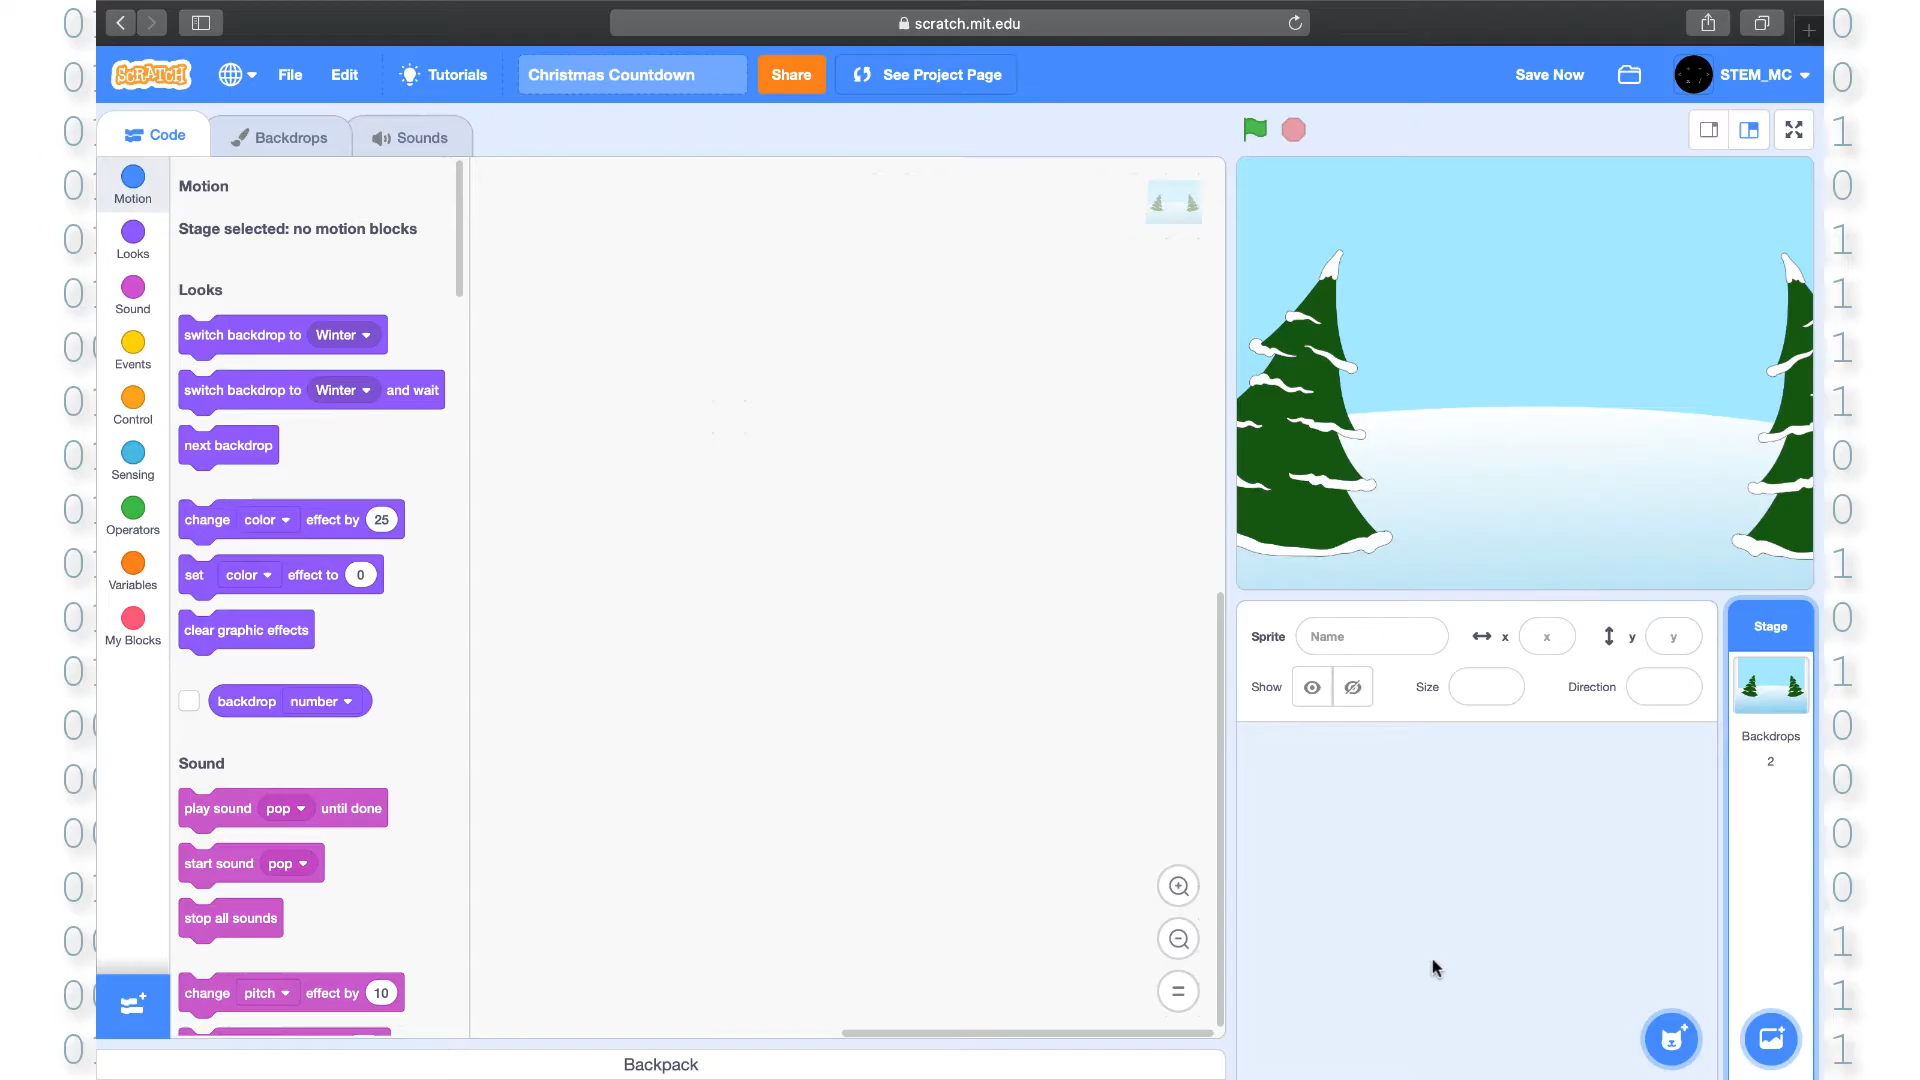 scratch.mit.edu
SCRATCH
File
Edit
Tutorials
Christmas Countdown
Share
See Project Page
Save Now
STEM_MC
Code
Backdrops
Sounds
Motion
Looks
Sound
Events
Control
Sensing
Operators
Variables
My Blocks
Motion
Stage selected: no motion blocks
Looks
switch backdrop to Winter
switch backdrop to Winter and wait
next backdrop
change color effect by 25
set color effect to 0
clear graphic effects
backdrop number
Sound
play sound pop until done
start sound pop
stop all sounds
change pitch effect by 10
Backpack
Sprite Name x x y y
Show Size Direction
Stage
Backdrops
2